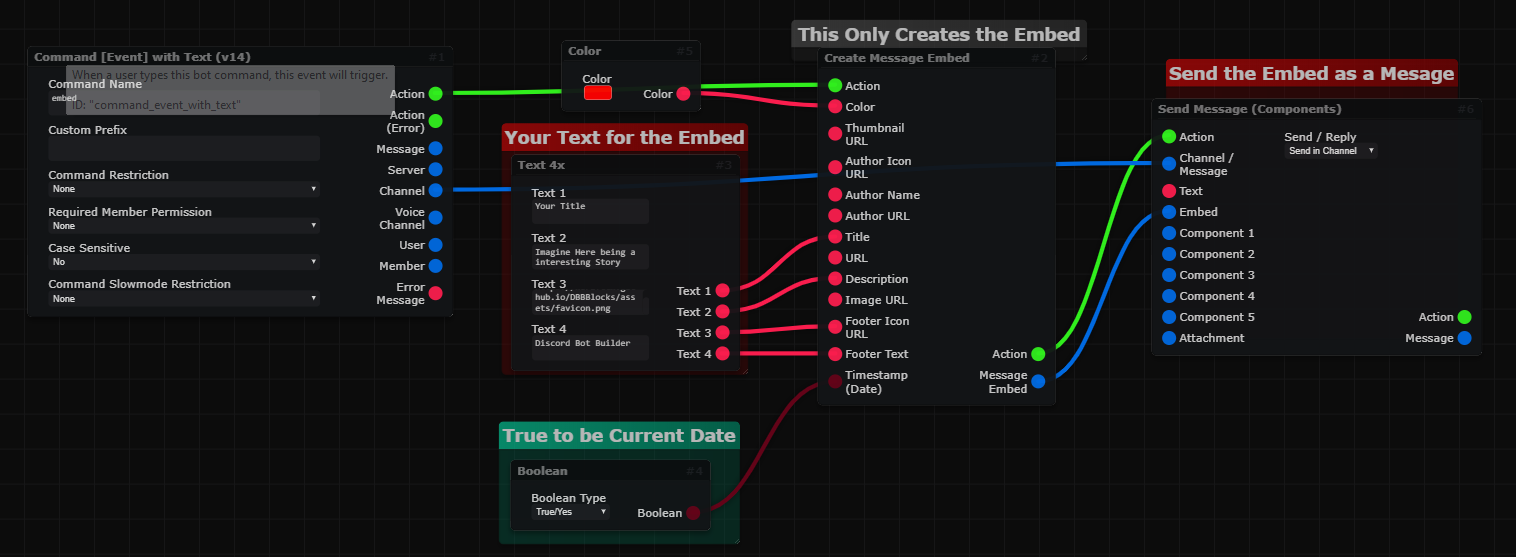 This Only Creates the Embed
Command [Event] with Text (v14)
#1
When a user types this bot command, this event will trigger.
ID: "command_event_with_text"
Command Name
embed
Custom Prefix
Command Restriction
None
Required Member Permission
None
Case Sensitive
No
Command Slowmode Restriction
None
Action
Action
(Error)
Message
Server
Channel
Voice
Channel
User
Member
Error
Message
Color
#5
Color
Color
Your Text for the Embed
Text 4x
#3
Text 1
Your Title
Text 2
Imagine Here being a
interesting Story
Text 3
hub.io/DBBBlocks/ass
ets/favicon.png
Text 4
Discord Bot Builder
Text 1
Text 2
Text 3
Text 4
True to be Current Date
Boolean
#4
Boolean Type
True/Yes
Boolean
Create Message Embed
#2
Action
Color
Thumbnail
URL
Author Icon
URL
Author Name
Author URL
Title
URL
Description
Image URL
Footer Icon
URL
Footer Text
Timestamp
(Date)
Action
Message
Embed
Send the Embed as a Mesage
Send Message (Components)
#6
Action
Channel /
Message
Text
Embed
Component 1
Component 2
Component 3
Component 4
Component 5
Attachment
Send / Reply
Send in Channel
Action
Message